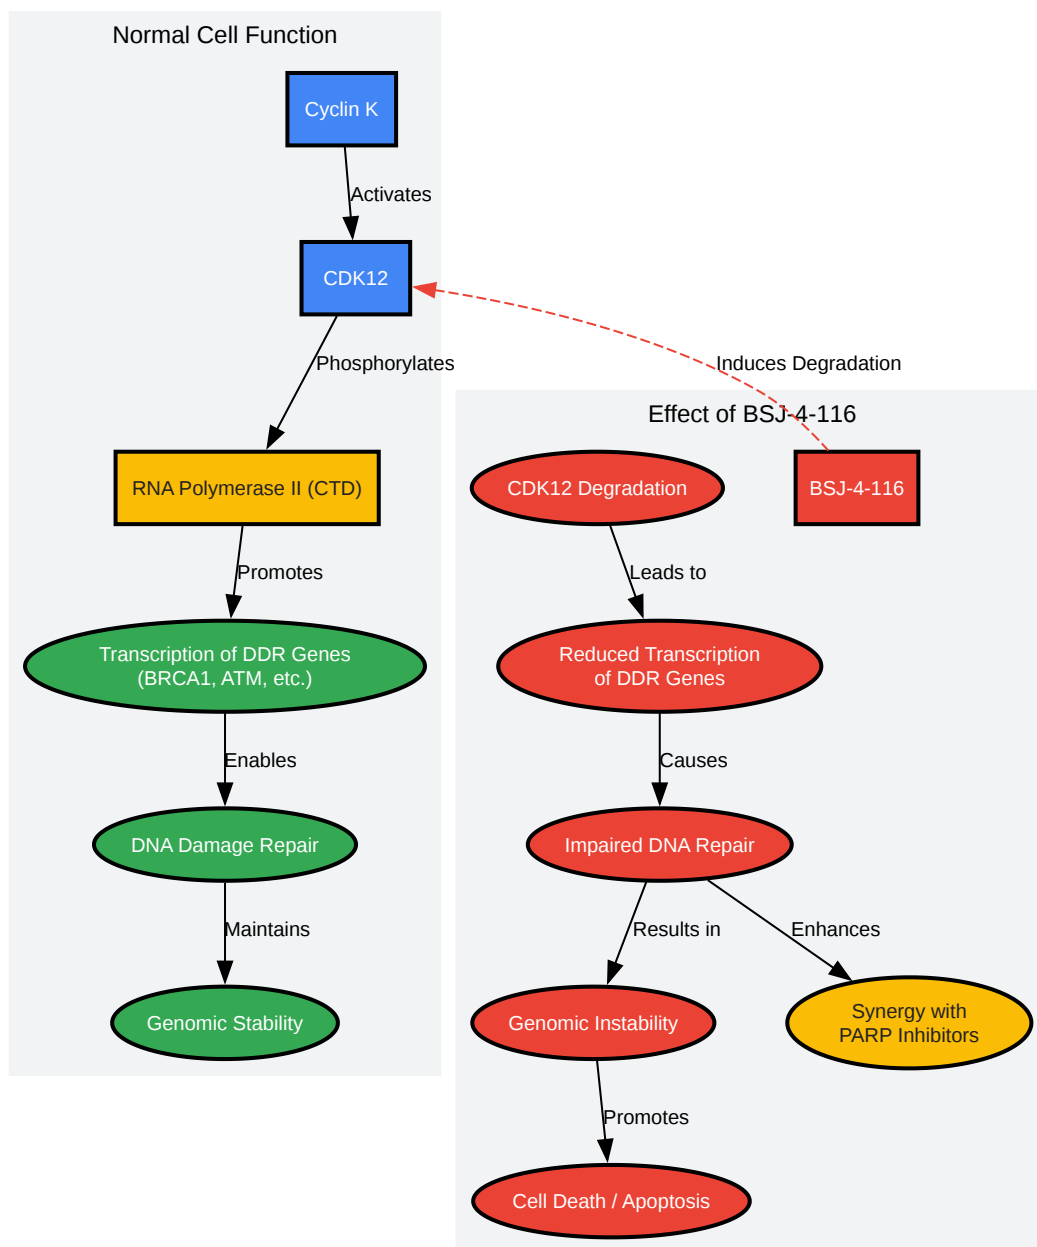 Normal Cell Function
Cyclin K
Activates
CDK12
Phosphorylates
RNA Polymerase II (CTD)
Promotes
Transcription of DDR Genes
(BRCA1, ATM, etc.)
Enables
DNA Damage Repair
Maintains
Genomic Stability
Induces Degradation
Effect of BSJ-4-116
CDK12 Degradation
BSJ-4-116
Leads to
Reduced Transcription
of DDR Genes
Causes
Impaired DNA Repair
Results in
Enhances
Genomic Instability
Synergy with
PARP Inhibitors
Promotes
Cell Death / Apoptosis